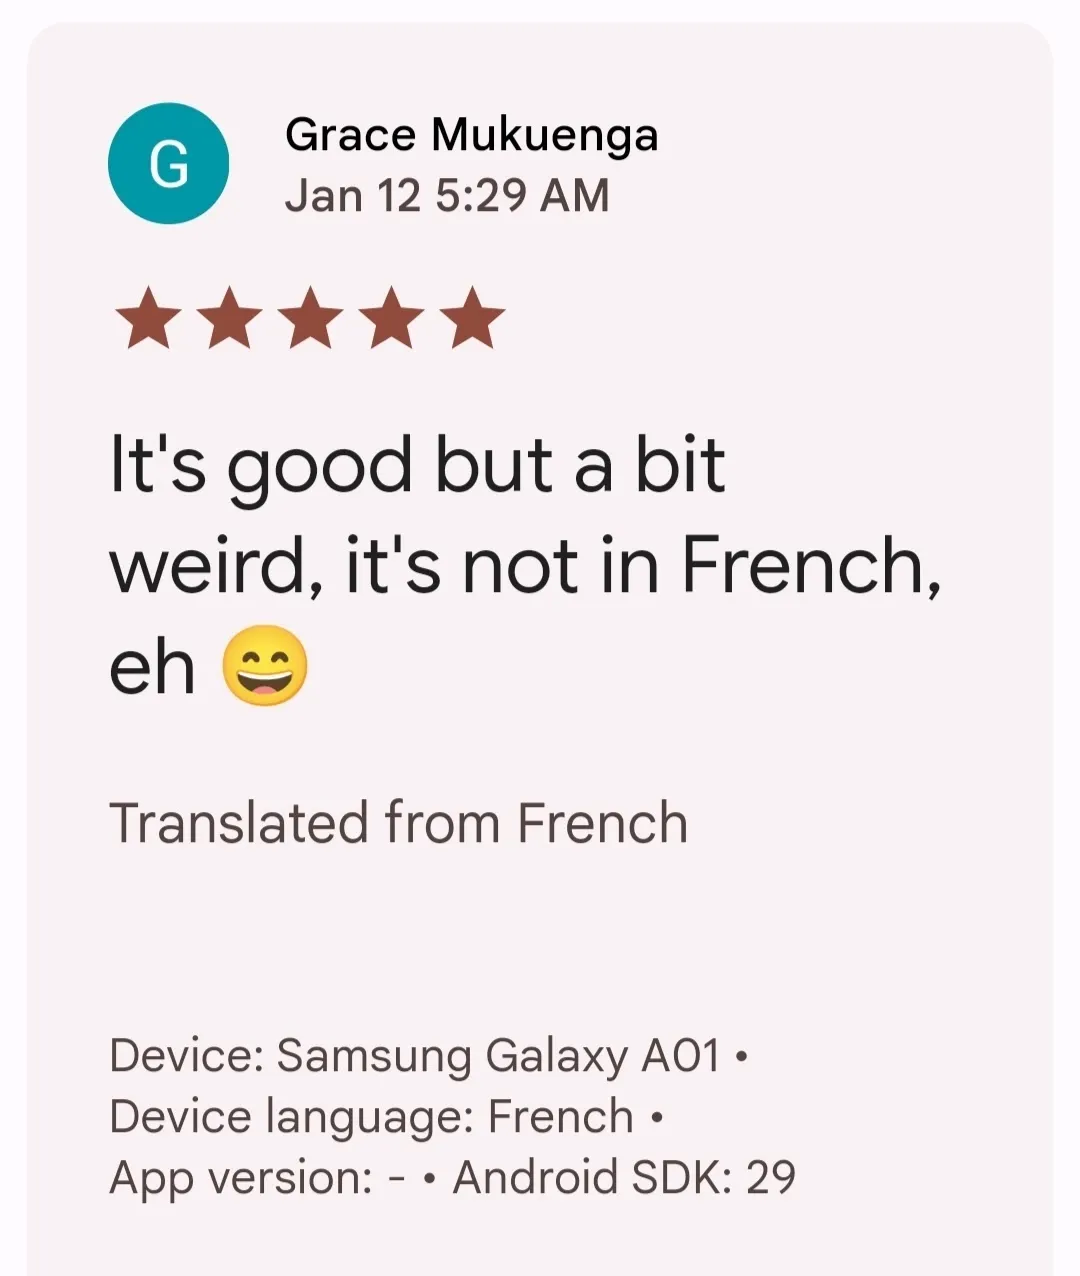 G
Grace Mukuenga
Jan 12 5:29 AM
It's good but a bit
weird, it's not in French,
eh 😄
Translated from French
Device: Samsung Galaxy A01 •
Device language: French •
App version: - • Android SDK: 29